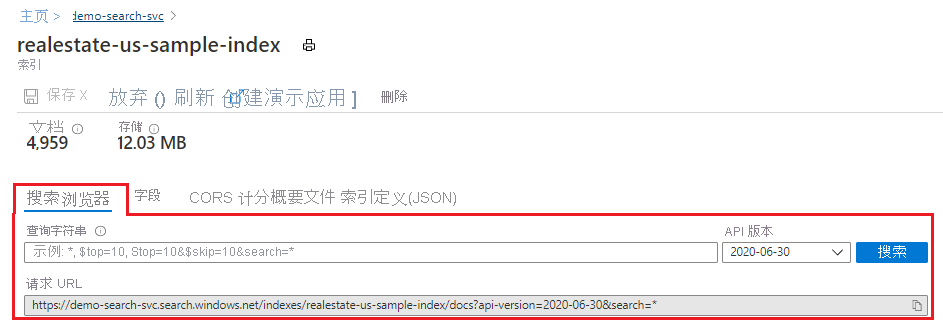 主页 > demo-search-svc >
realestate-us-sample-index
索引
保存 X 放弃 () 刷新 创建演示应用 ] 删除
文档 存储
4,959 12.03 MB
搜索浏览器 字段 CORS 计分概要文件 索引定义(JSON)
查询字符串 API 版本
示例: *, $top=10, Stop=10&$skip=10&search=* 2020-06-30 搜索
请求 URL
https://demo-search-svc.search.windows.net/indexes/realestate-us-sample-index/docs?api-version=2020-06-30&search=*